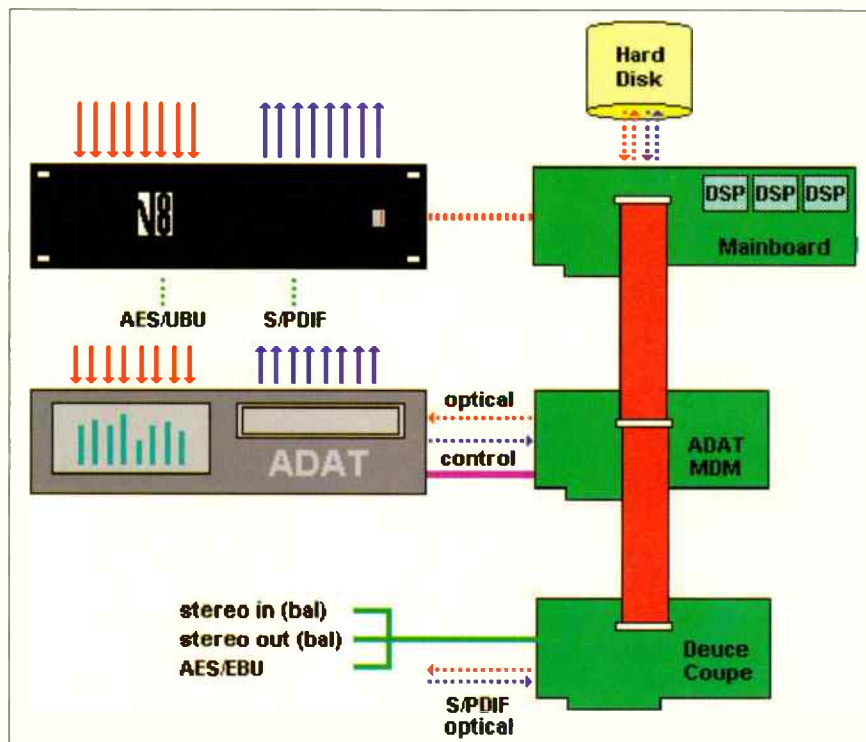 Hard
Disk
N8
DSP DSP DSP
Mainboard
AES/UBU S/PDIF
optical
ADAT
control
ADAT
MDM
stereo in (bal)
stereo out (bal)
AES/EBU
Deuce
Coupe
S/PDIF
optical